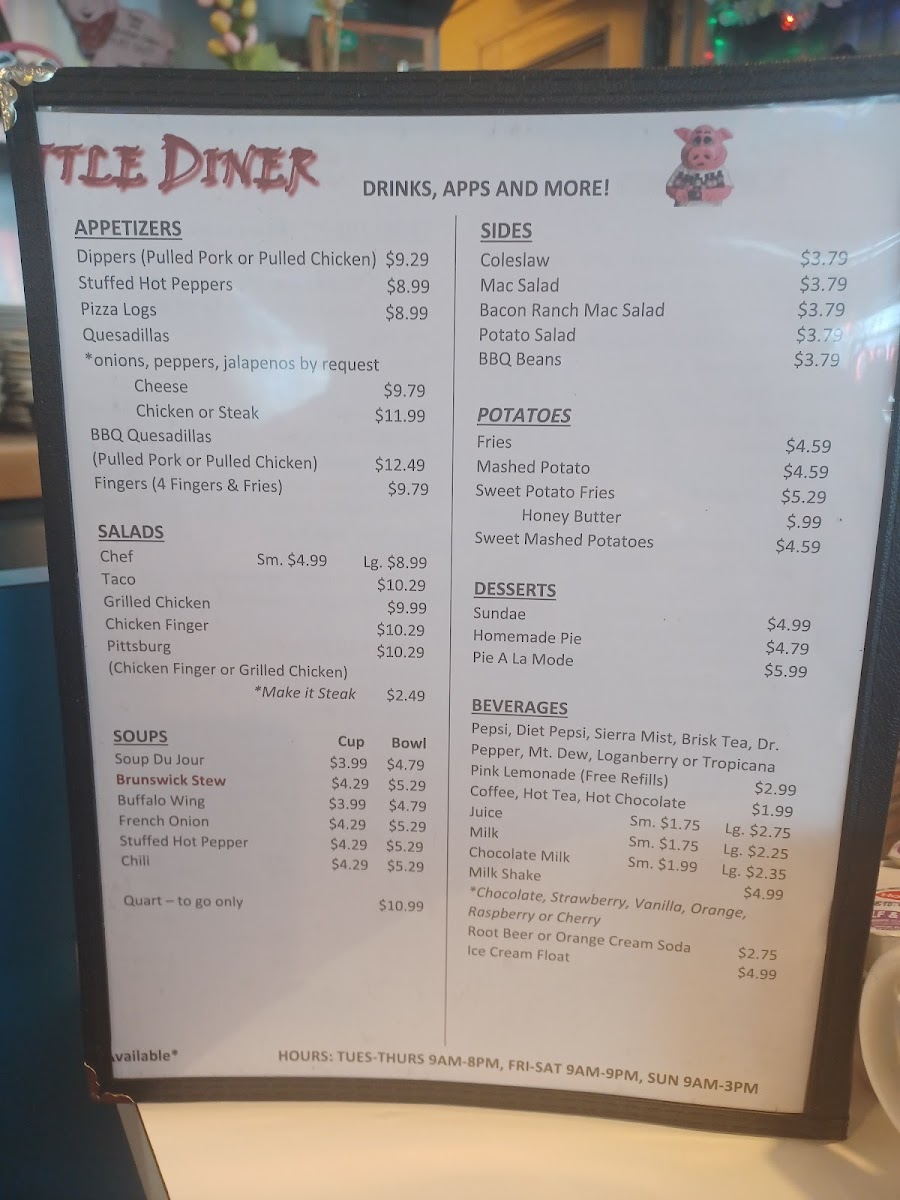 TLE DINER
DRINKS, APPS AND MORE!
APPETIZERS
Dippers (Pulled Pork or Pulled Chicken) $9.29
Stuffed Hot Peppers $8.99
Pizza Logs $8.99
Quesadillas
*onions, peppers, jalapenos by request
Cheese $9.79
Chicken or Steak $11.99
BBQ Quesadillas
(Pulled Pork or Pulled Chicken) $12.49
Fingers (4 Fingers & Fries) $9.79
SALADS
Chef Sm. $4.99 Lg. $8.99
Taco $10.29
Grilled Chicken $9.99
Chicken Finger $10.29
Pittsburg $10.29
(Chicken Finger or Grilled Chicken)
*Make it Steak $2.49
SOUPS Cup Bowl
Soup Du Jour $3.99 $4.79
Brunswick Stew $4.29 $5.29
Buffalo Wing $3.99 $4.79
French Onion $4.29 $5.29
Stuffed Hot Pepper $4.29 $5.29
Chili $4.29 $5.29
Quart – to go only $10.99
SIDES
Coleslaw $3.79
Mac Salad $3.79
Bacon Ranch Mac Salad $3.79
Potato Salad $3.79
BBQ Beans $3.79
POTATOES
Fries $4.59
Mashed Potato $4.59
Sweet Potato Fries $5.29
Honey Butter $.99
Sweet Mashed Potatoes $4.59
DESSERTS
Sundae $4.99
Homemade Pie $4.79
Pie A La Mode $5.99
BEVERAGES
Pepsi, Diet Pepsi, Sierra Mist, Brisk Tea, Dr.
Pepper, Mt. Dew, Loganberry or Tropicana
Pink Lemonade (Free Refills) $2.99
Coffee, Hot Tea, Hot Chocolate $1.99
Juice Sm. $1.75 Lg. $2.75
Milk Sm. $1.75 Lg. $2.25
Chocolate Milk Sm. $1.99 Lg. $2.35
Milk Shake $4.99
*Chocolate, Strawberry, Vanilla, Orange,
Raspberry or Cherry
Root Beer or Orange Cream Soda $2.75
Ice Cream Float $4.99
vailable*
HOURS: TUES-THURS 9AM-8PM, FRI-SAT 9AM-9PM, SUN 9AM-3PM